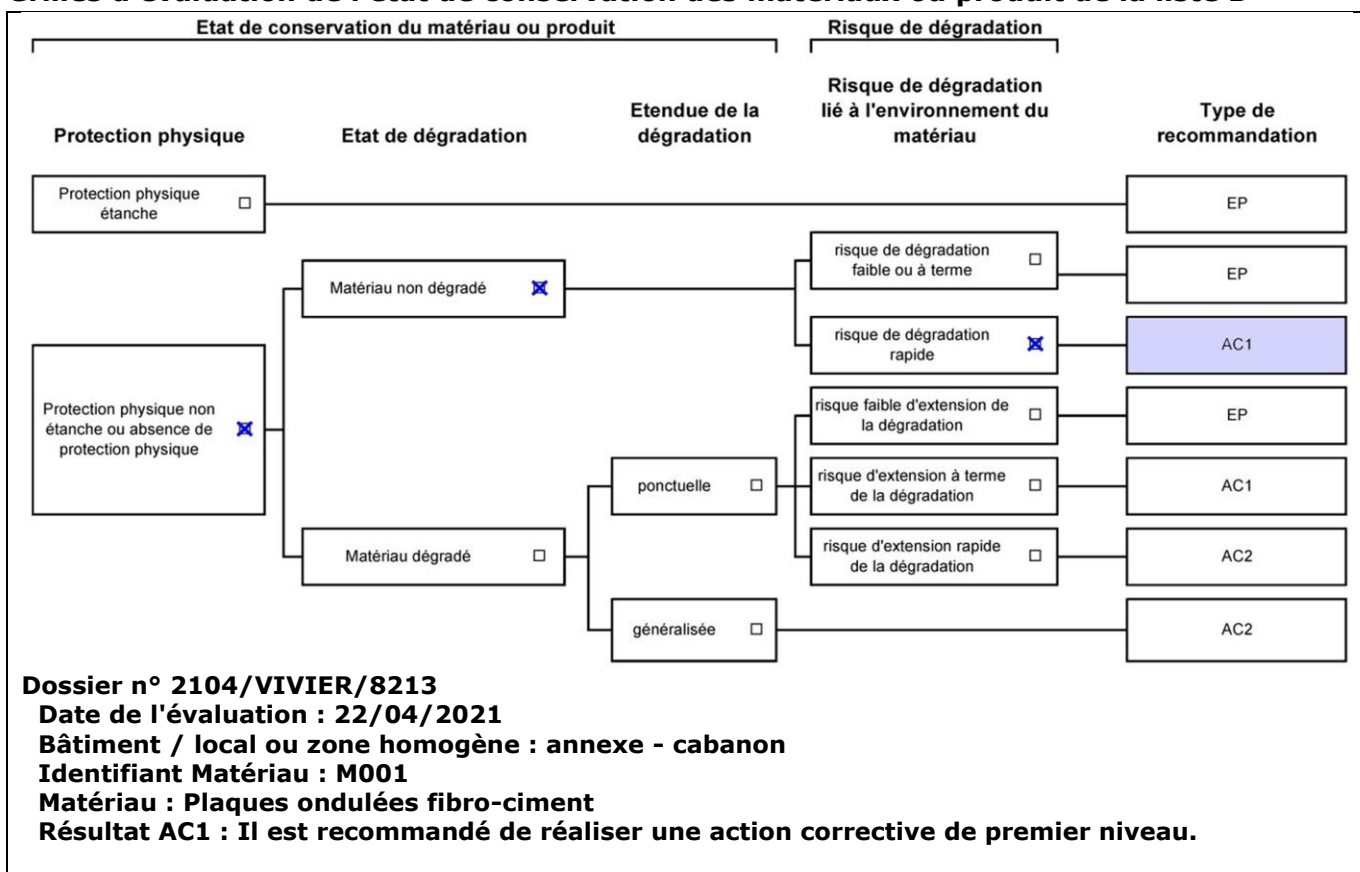 Etat de conservation du matériau ou produit
Risque de dégradation
Protection physique
Etat de dégradation
Etendue de la
dégradation
Risque de dégradation
lié à l'environnement du
matériau
Type de
recommandation
Protection physique
étanche
EP
risque de dégradation
faible ou à terme
EP
Matériau non dégradé
risque de dégradation
rapide
AC1
Protection physique non
étanche ou absence de
protection physique
risque faible d'extension de
la dégradation
EP
ponctuelle
risque d'extension à terme
de la dégradation
AC1
Matériau dégradé
risque d'extension rapide
de la dégradation
AC2
généralisée
AC2
Dossier n° 2104/VIVIER/8213
Date de l'évaluation : 22/04/2021
Bâtiment / local ou zone homogène : annexe - cabanon
Identifiant Matériau : M001
Matériau : Plaques ondulées fibro-ciment
Résultat AC1 : Il est recommandé de réaliser une action corrective de premier niveau.